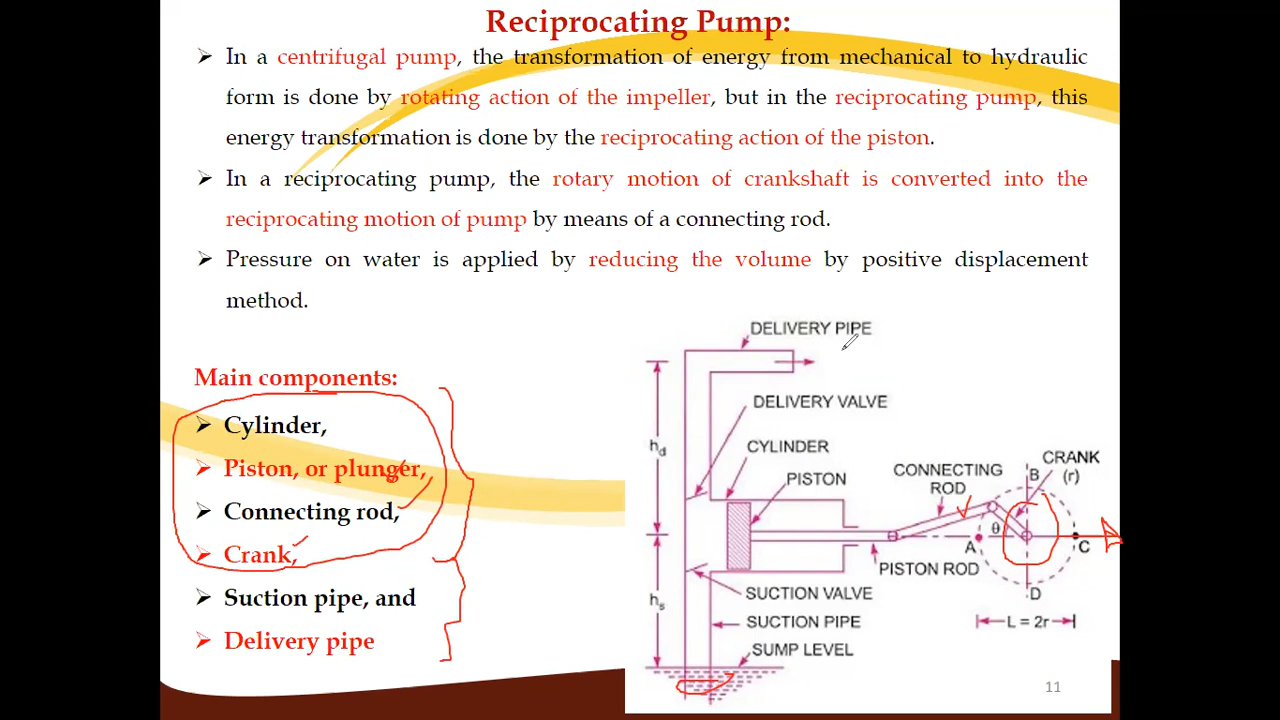 Reciprocating Pump:
➢ In a centrifugal pump, the transformation of energy from mechanical to hydraulic
form is done by rotating action of the impeller, but in the reciprocating pump, this
energy transformation is done by the reciprocating action of the piston.
➢ In a reciprocating pump, the rotary motion of crankshaft is converted into the
reciprocating motion of pump by means of a connecting rod.
➢ Pressure on water is applied by reducing the volume by positive displacement
method.
Main components:
➢ Cylinder,
➢ Piston, or plunger,
➢ Connecting rod,
➢ Crank,
➢ Suction pipe, and
➢ Delivery pipe
DELIVERY PIPE
DELIVERY VALVE
hd
CYLINDER
PISTON
CONNECTING
ROD
CRANK
(r)
B
θ
A
C
PISTON ROD
D
SUCTION VALVE
hs
SUCTION PIPE
L = 2r
SUMP LEVEL
11